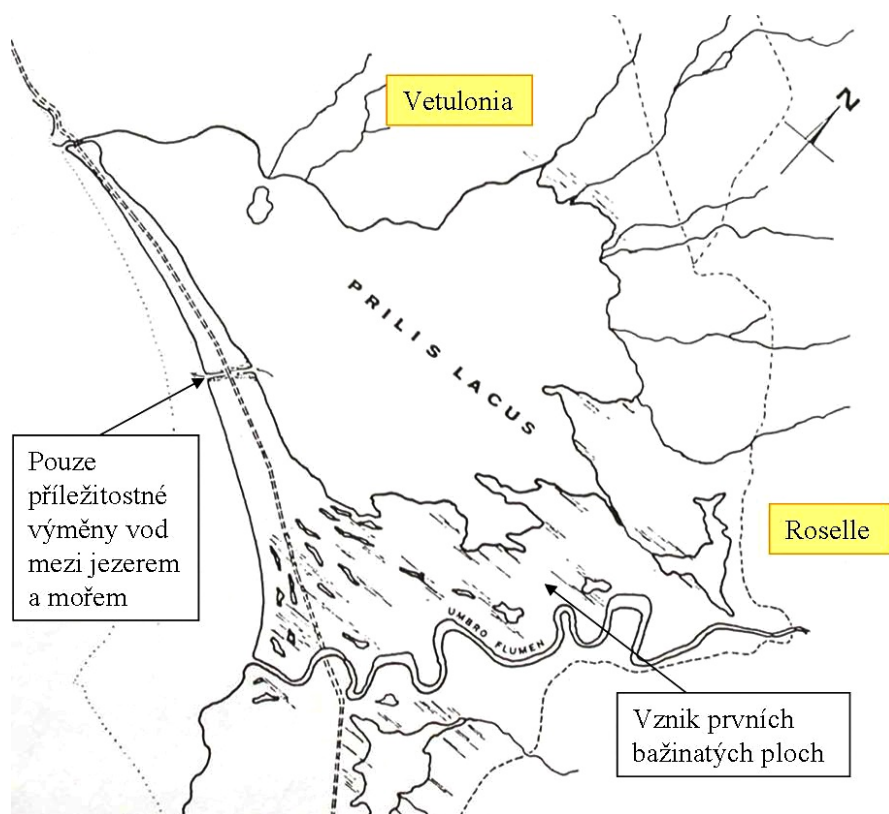 Vetulonia
N
PRILIS LACUS
Pouze
příležitostné
výměny vod
mezi jezerem
a mořem
Roselle
UMBRO FLUMEN
Vznik prvních
bažinatých ploch